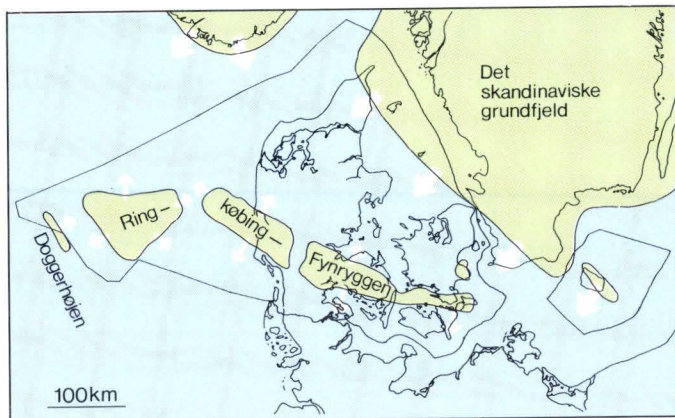 Det
skandinaviske
grundfjeld
Ring–
købing–
Fynryggen
Doggerhøjen
100km